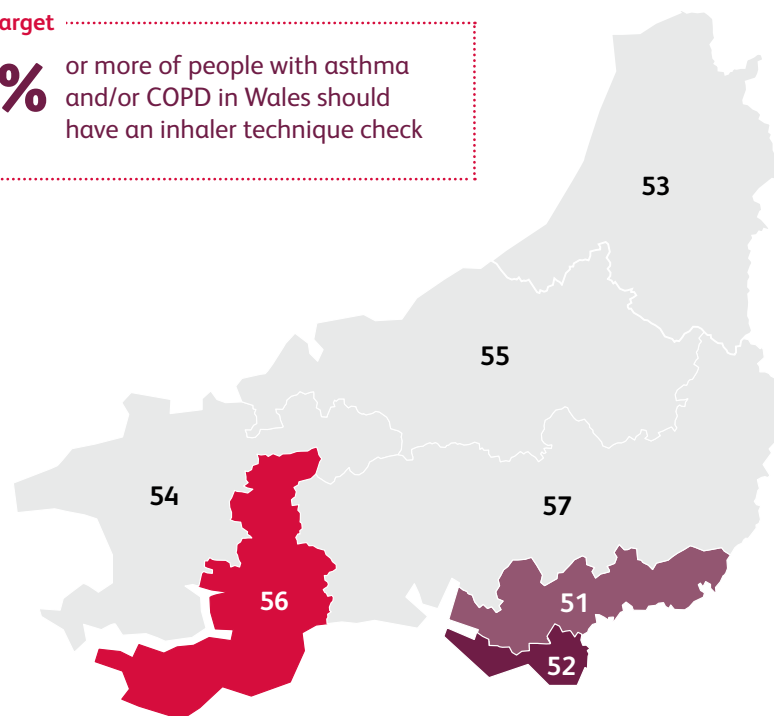 arget
%
or more of people with asthma
and/or COPD in Wales should
have an inhaler technique check
53
55
54
57
56
51
52